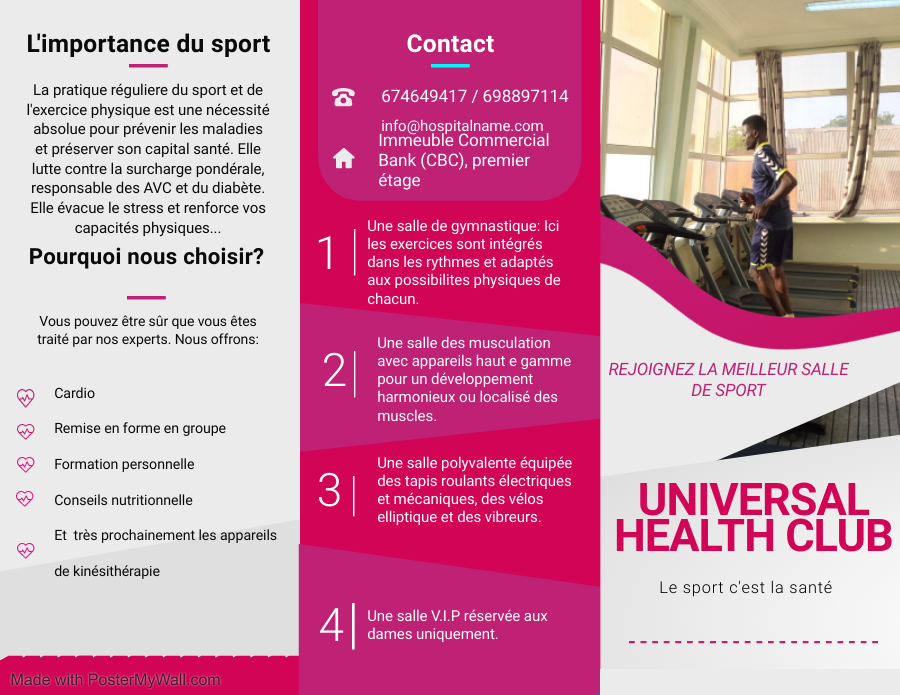 L'importance du sport
La pratique réguliere du sport et de
l'exercice physique est une nécessité
absolue pour prévenir les maladies
et préserver son capital santé. Elle
lutte contre la surcharge pondérale,
responsable des AVC et du diabète.
Elle évacue le stress et renforce vos
capacités physiques...
Pourquoi nous choisir?
Vous pouvez être sûr que vous êtes
traité par nos experts. Nous offrons:
Cardio
Remise en forme en groupe
Formation personnelle
Conseils nutritionnelle
Et très prochainement les appareils
de kinésithérapie
Made with PosterMyWall.com
Contact
674649417 / 698897114
info@hospitalname.com
Immeuble Commercial
Bank (CBC), premier
étage
1
Une salle de gymnastique: Ici
les exercices sont intégrés
dans les rythmes et adaptés
aux possibilites physiques de
chacun.
2
Une salle des musculation
avec appareils haut e gamme
pour un développement
harmonieux ou localisé des
muscles.
3
Une salle polyvalente équipée
des tapis roulants électriques
et mécaniques, des vélos
elliptique et des vibreurs.
4
Une salle V.I.P réservée aux
dames uniquement.
REJOIGNEZ LA MEILLEUR SALLE
DE SPORT
UNIVERSAL
HEALTH CLUB
Le sport c'est la santé